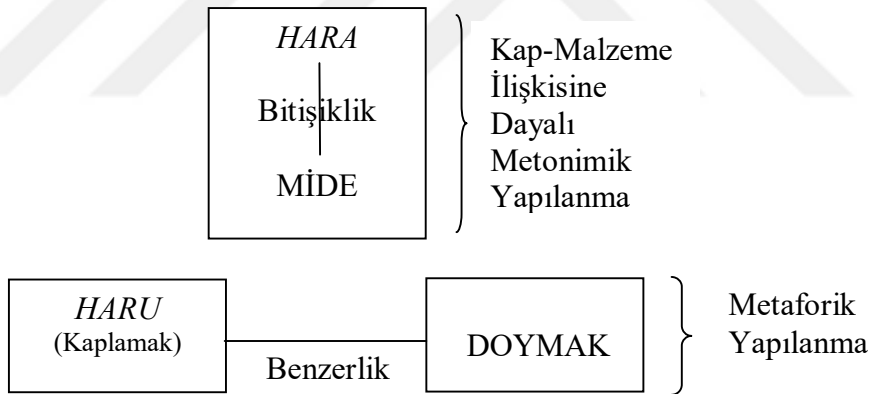 HARA
Bitişiklik
MİDE
Kap-Malzeme
İlişkisine
Dayalı
Metonimik
Yapılanma
HARU
(Kaplamak)
Benzerlik
DOYMAK
Metaforik
Yapılanma